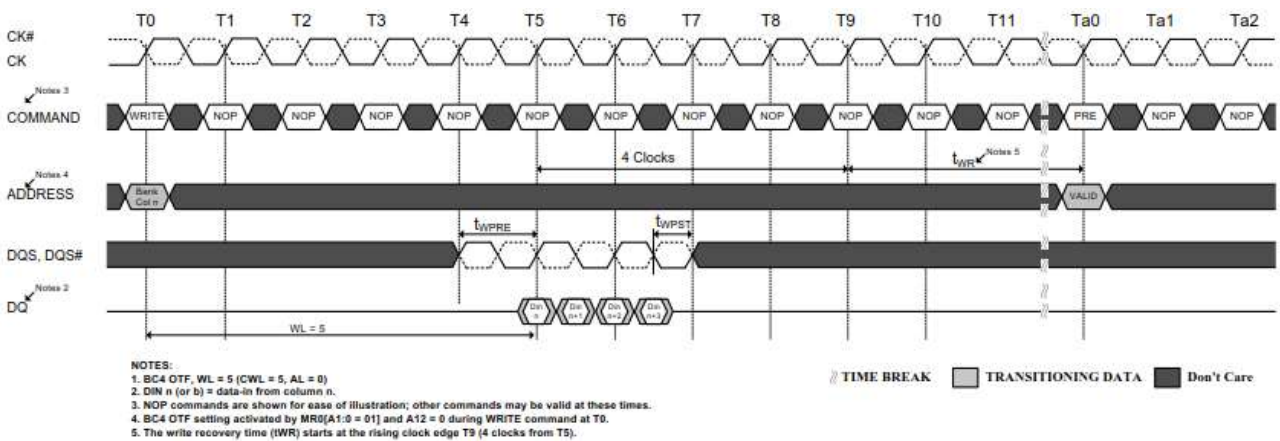 T0 T1 T2 T3 T4 T5 T6 T7 T8 T9 T10 T11 Ta0 Ta1 Ta2
CK#
CK
Notes 3
COMMAND WRITE NOP NOP NOP NOP NOP NOP NOP NOP NOP NOP NOP PRE NOP NOP
4 Clocks tWR Notes 5
Notes 4
ADDRESS Bank Col n VALID
tWPRE tWPST
DQS, DQS#
Notes 2
DQ Din n Din n+1 Din n+2 Din n+3
WL = 5
NOTES:
1. BC4 OTF, WL = 5 (CWL = 5, AL = 0)
2. DIN n (or b) = data-in from column n.
3. NOP commands are shown for ease of illustration; other commands may be valid at these times.
4. BC4 OTF setting activated by MR0[A1:0 = 01] and A12 = 0 during WRITE command at T0.
5. The write recovery time (tWR) starts at the rising clock edge T9 (4 clocks from T5).
TIME BREAK TRANSITIONING DATA Don't Care